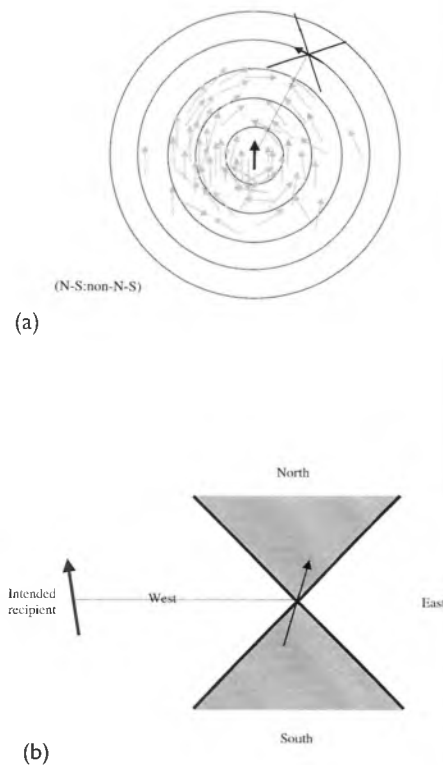 (N-S:non-N-S)
(a)
North
Intended
recipient
West
East
South
(b)